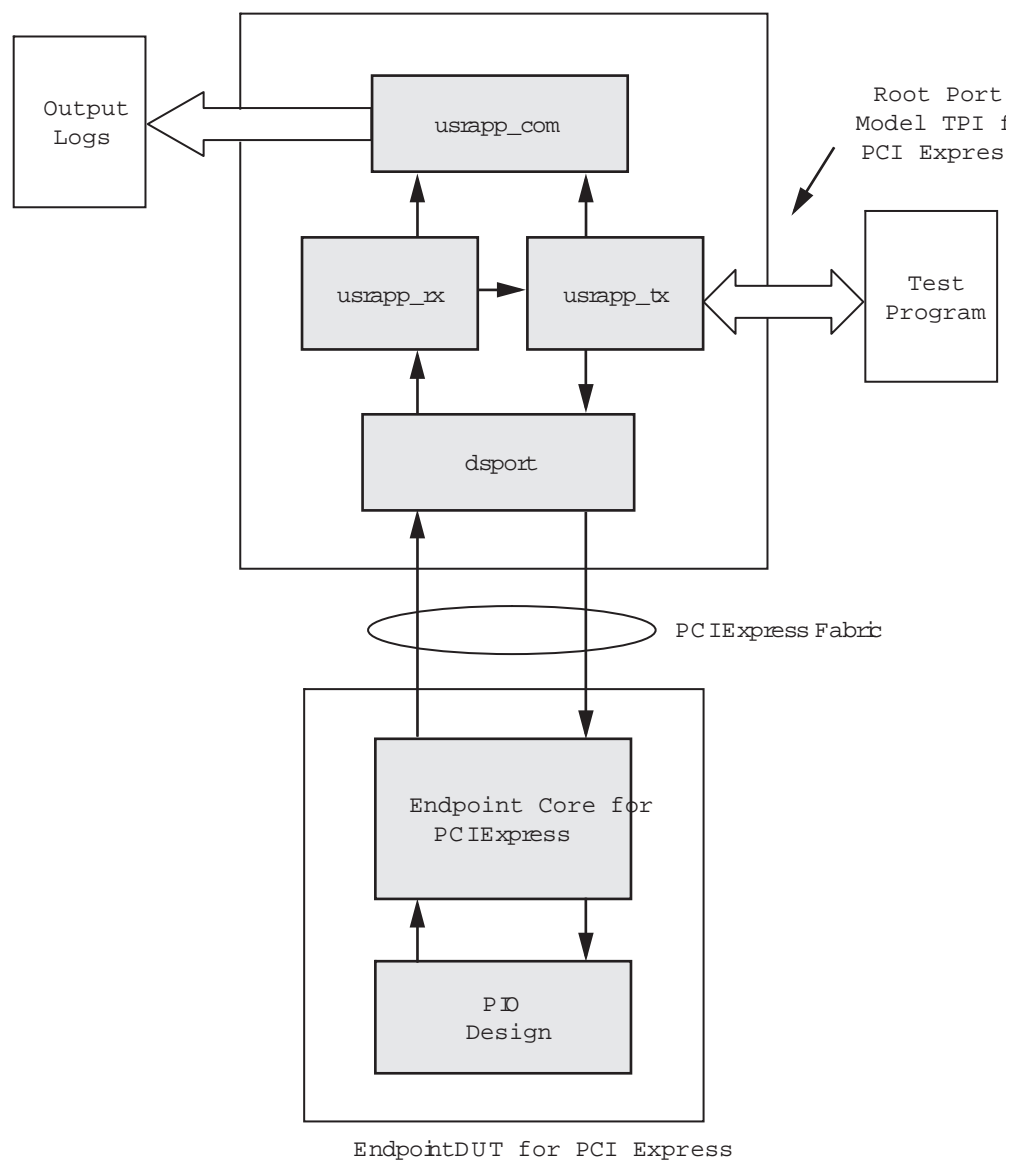 Output
Logs
usrapp_com
Root Port
Model TPI f
PCI Expres
usrapp_rx
usrapp_tx
Test
Program
dsport
PCIExpress Fabric
Endpoint Core for
PCIExpress
PIO
Design
EndpointDUT for PCI Express